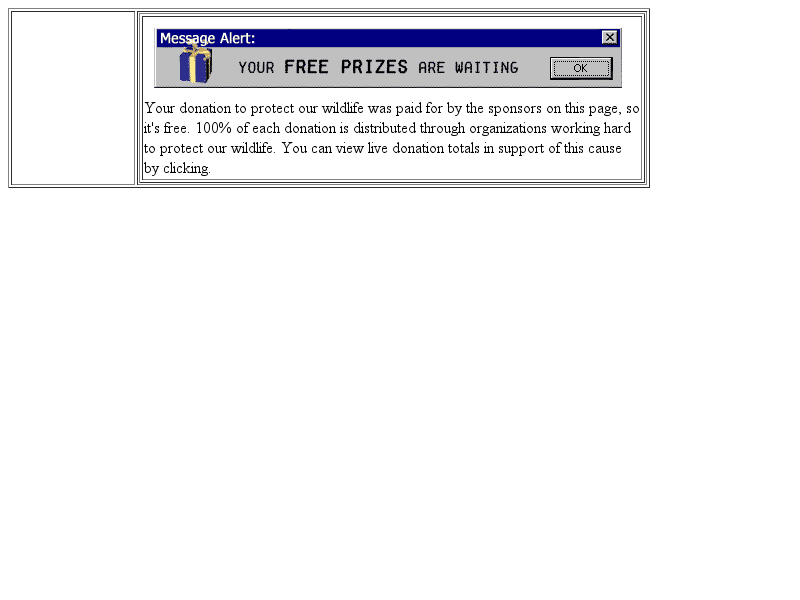 Message Alert:
YOUR FREE PRIZES ARE WAITING
OK
Your donation to protect our wildlife was paid for by the sponsors on this page, so
it's free. 100% of each donation is distributed through organizations working hard
to protect our wildlife. You can view live donation totals in support of this cause
by clicking.